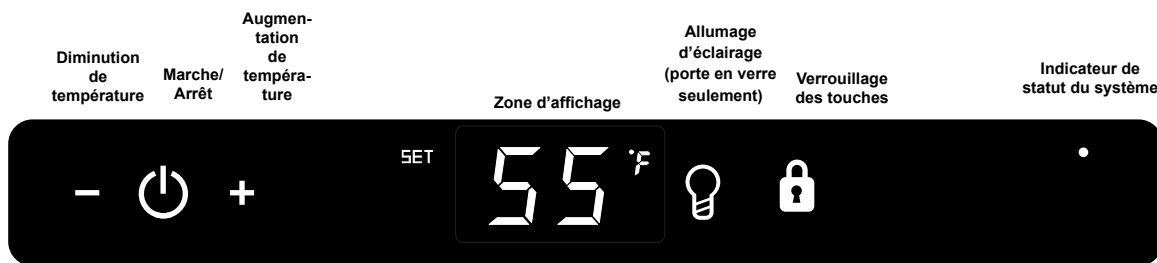 Diminution
de
température
Marche/
Arrêt
Augmen-
tation
de
tempéra-
ture
Zone d'affichage
Allumage
d'éclairage
(porte en verre
seulement)
Verrouillage
des touches
Indicateur de
statut du système
SET
55 °F